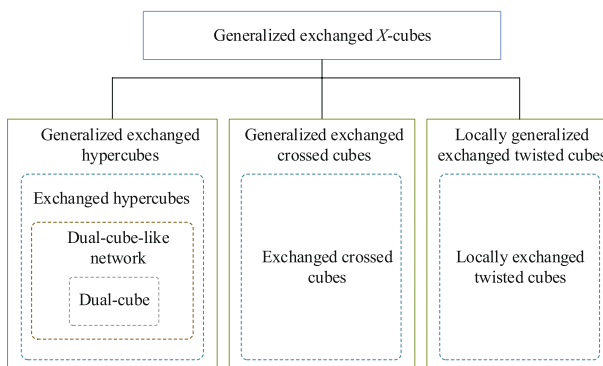 Generalized exchanged X-cubes
Generalized exchanged
hypercubes
Exchanged hypercubes
Dual-cube-like
network
Dual-cube
Generalized exchanged
crossed cubes
Exchanged crossed
cubes
Locally generalized
exchanged twisted cubes
Locally exchanged
twisted cubes